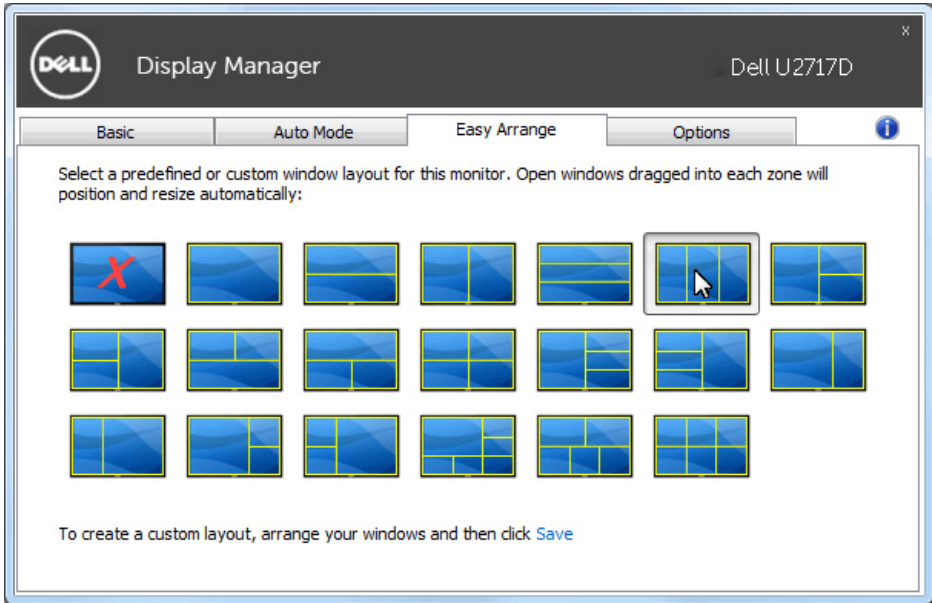 x
DELL
Display Manager
Dell U2717D
Basic
Auto Mode
Easy Arrange
Options
i
Select a predefined or custom window layout for this monitor. Open windows dragged into each zone will
position and resize automatically:
X
To create a custom layout, arrange your windows and then click Save